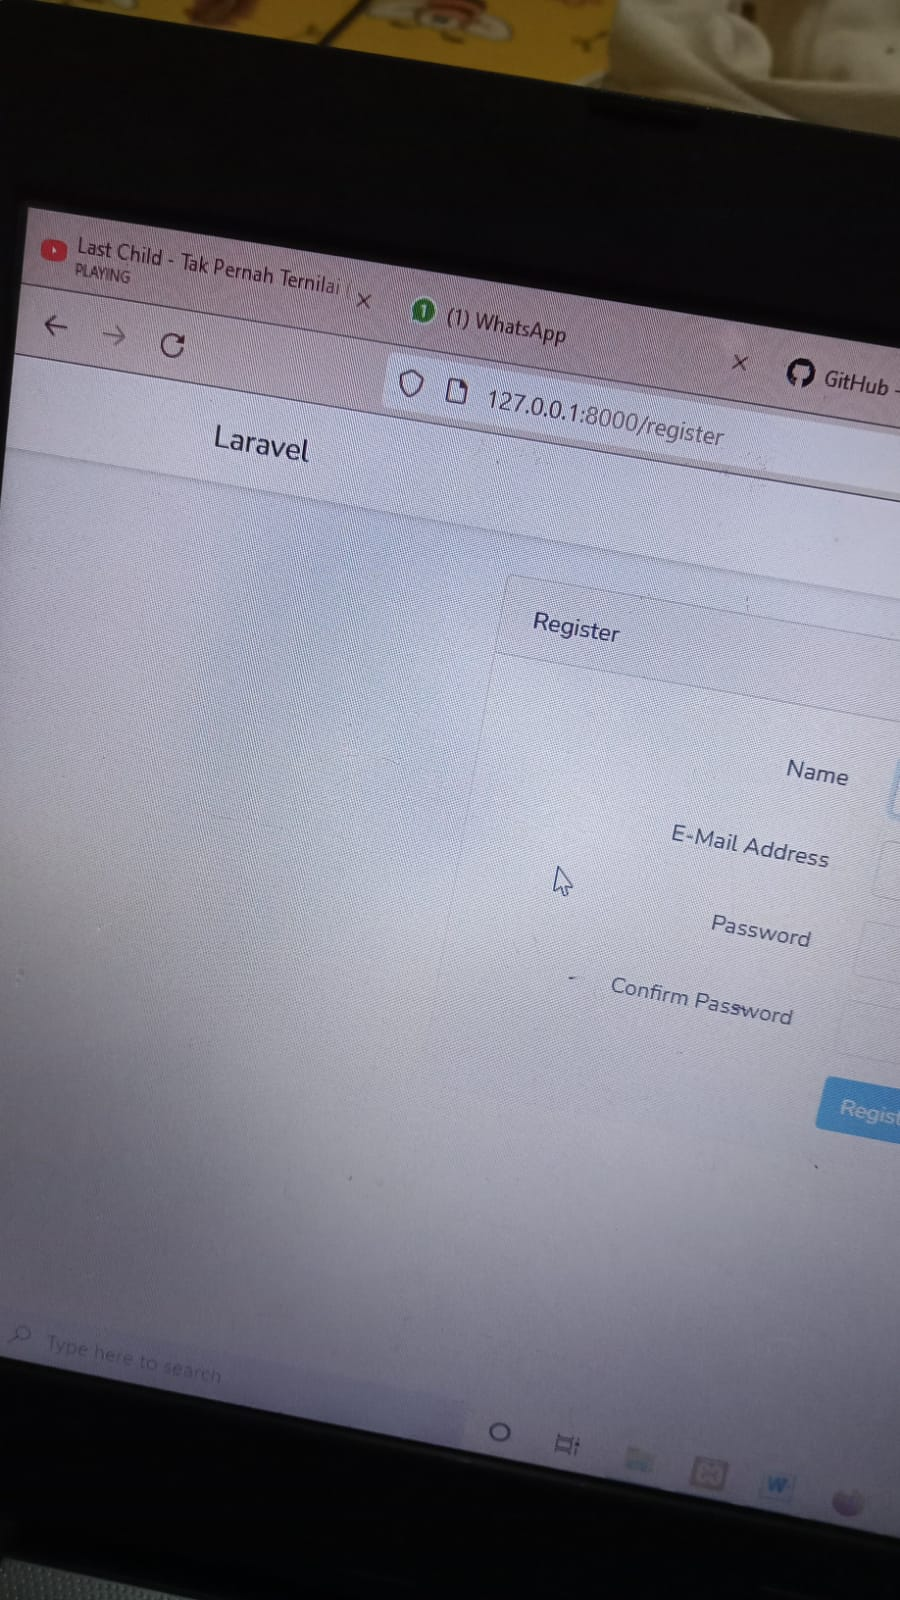 Last Child - Tak Pernah Ternilai
PLAYING
(1) WhatsApp
GitHub -
127.0.0.1:8000/register
Laravel
Register
Name
E-Mail Address
Password
Confirm Password
Regist
Type here to search